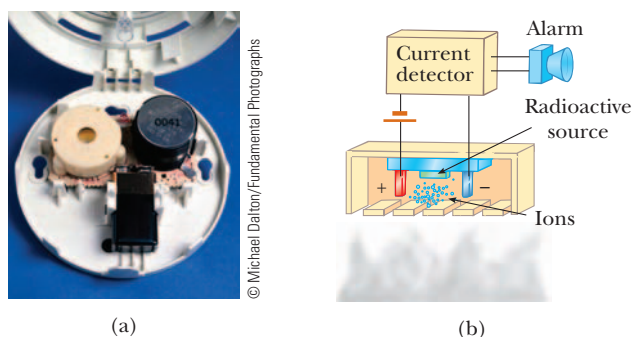 0041
© Michael Dalton/Fundamental Photographs
(a)
Alarm
Current
detector
Radioactive
source
+
−
Ions
(b)